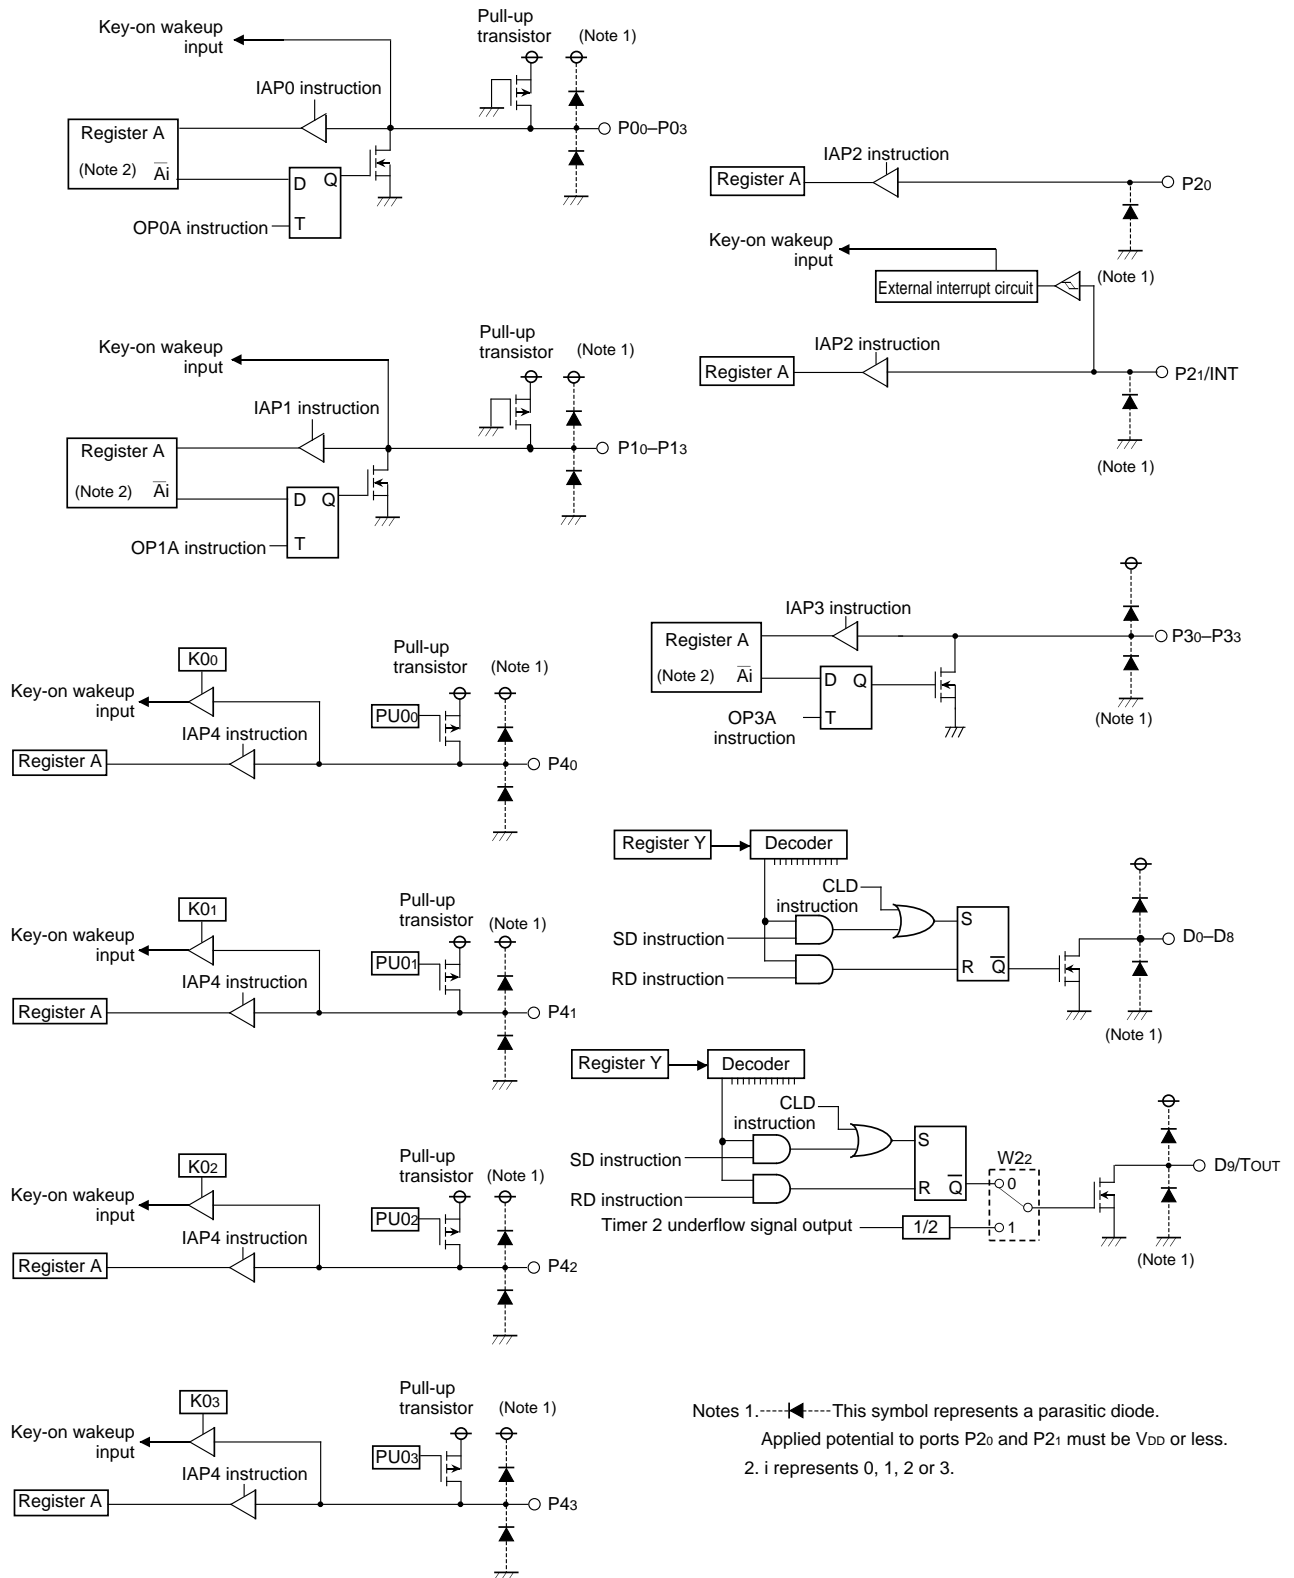 Key-on wakeup
input
Pull-up
transistor
(Note 1)
IAP0 instruction
Register A
(Note 2)
Ai
D
Q
T
OP0A instruction
P00–P03
Key-on wakeup
input
Pull-up
transistor
(Note 1)
IAP1 instruction
Register A
(Note 2)
Ai
D
Q
T
OP1A instruction
P10–P13
IAP2 instruction
Register A
P20
Key-on wakeup
input
External interrupt circuit
(Note 1)
IAP2 instruction
Register A
P21/INT
(Note 1)
IAP3 instruction
Register A
(Note 2)
Ai
D
Q
T
OP3A
instruction
P30–P33
(Note 1)
K00
Key-on wakeup
input
IAP4 instruction
Register A
Pull-up
transistor
(Note 1)
PU00
P40
K01
Key-on wakeup
input
IAP4 instruction
Register A
Pull-up
transistor
(Note 1)
PU01
P41
K02
Key-on wakeup
input
IAP4 instruction
Register A
Pull-up
transistor
(Note 1)
PU02
P42
K03
Key-on wakeup
input
IAP4 instruction
Register A
Pull-up
transistor
(Note 1)
PU03
P43
Register Y
Decoder
CLD
instruction
SD instruction
RD instruction
S
R
Q
D0–D8
(Note 1)
Register Y
Decoder
CLD
instruction
SD instruction
RD instruction
S
R
Q
W22
0
1
Timer 2 underflow signal output
1/2
D9/TOUT
(Note 1)
Notes 1. This symbol represents a parasitic diode.
Applied potential to ports P20 and P21 must be VDD or less.
2. i represents 0, 1, 2 or 3.